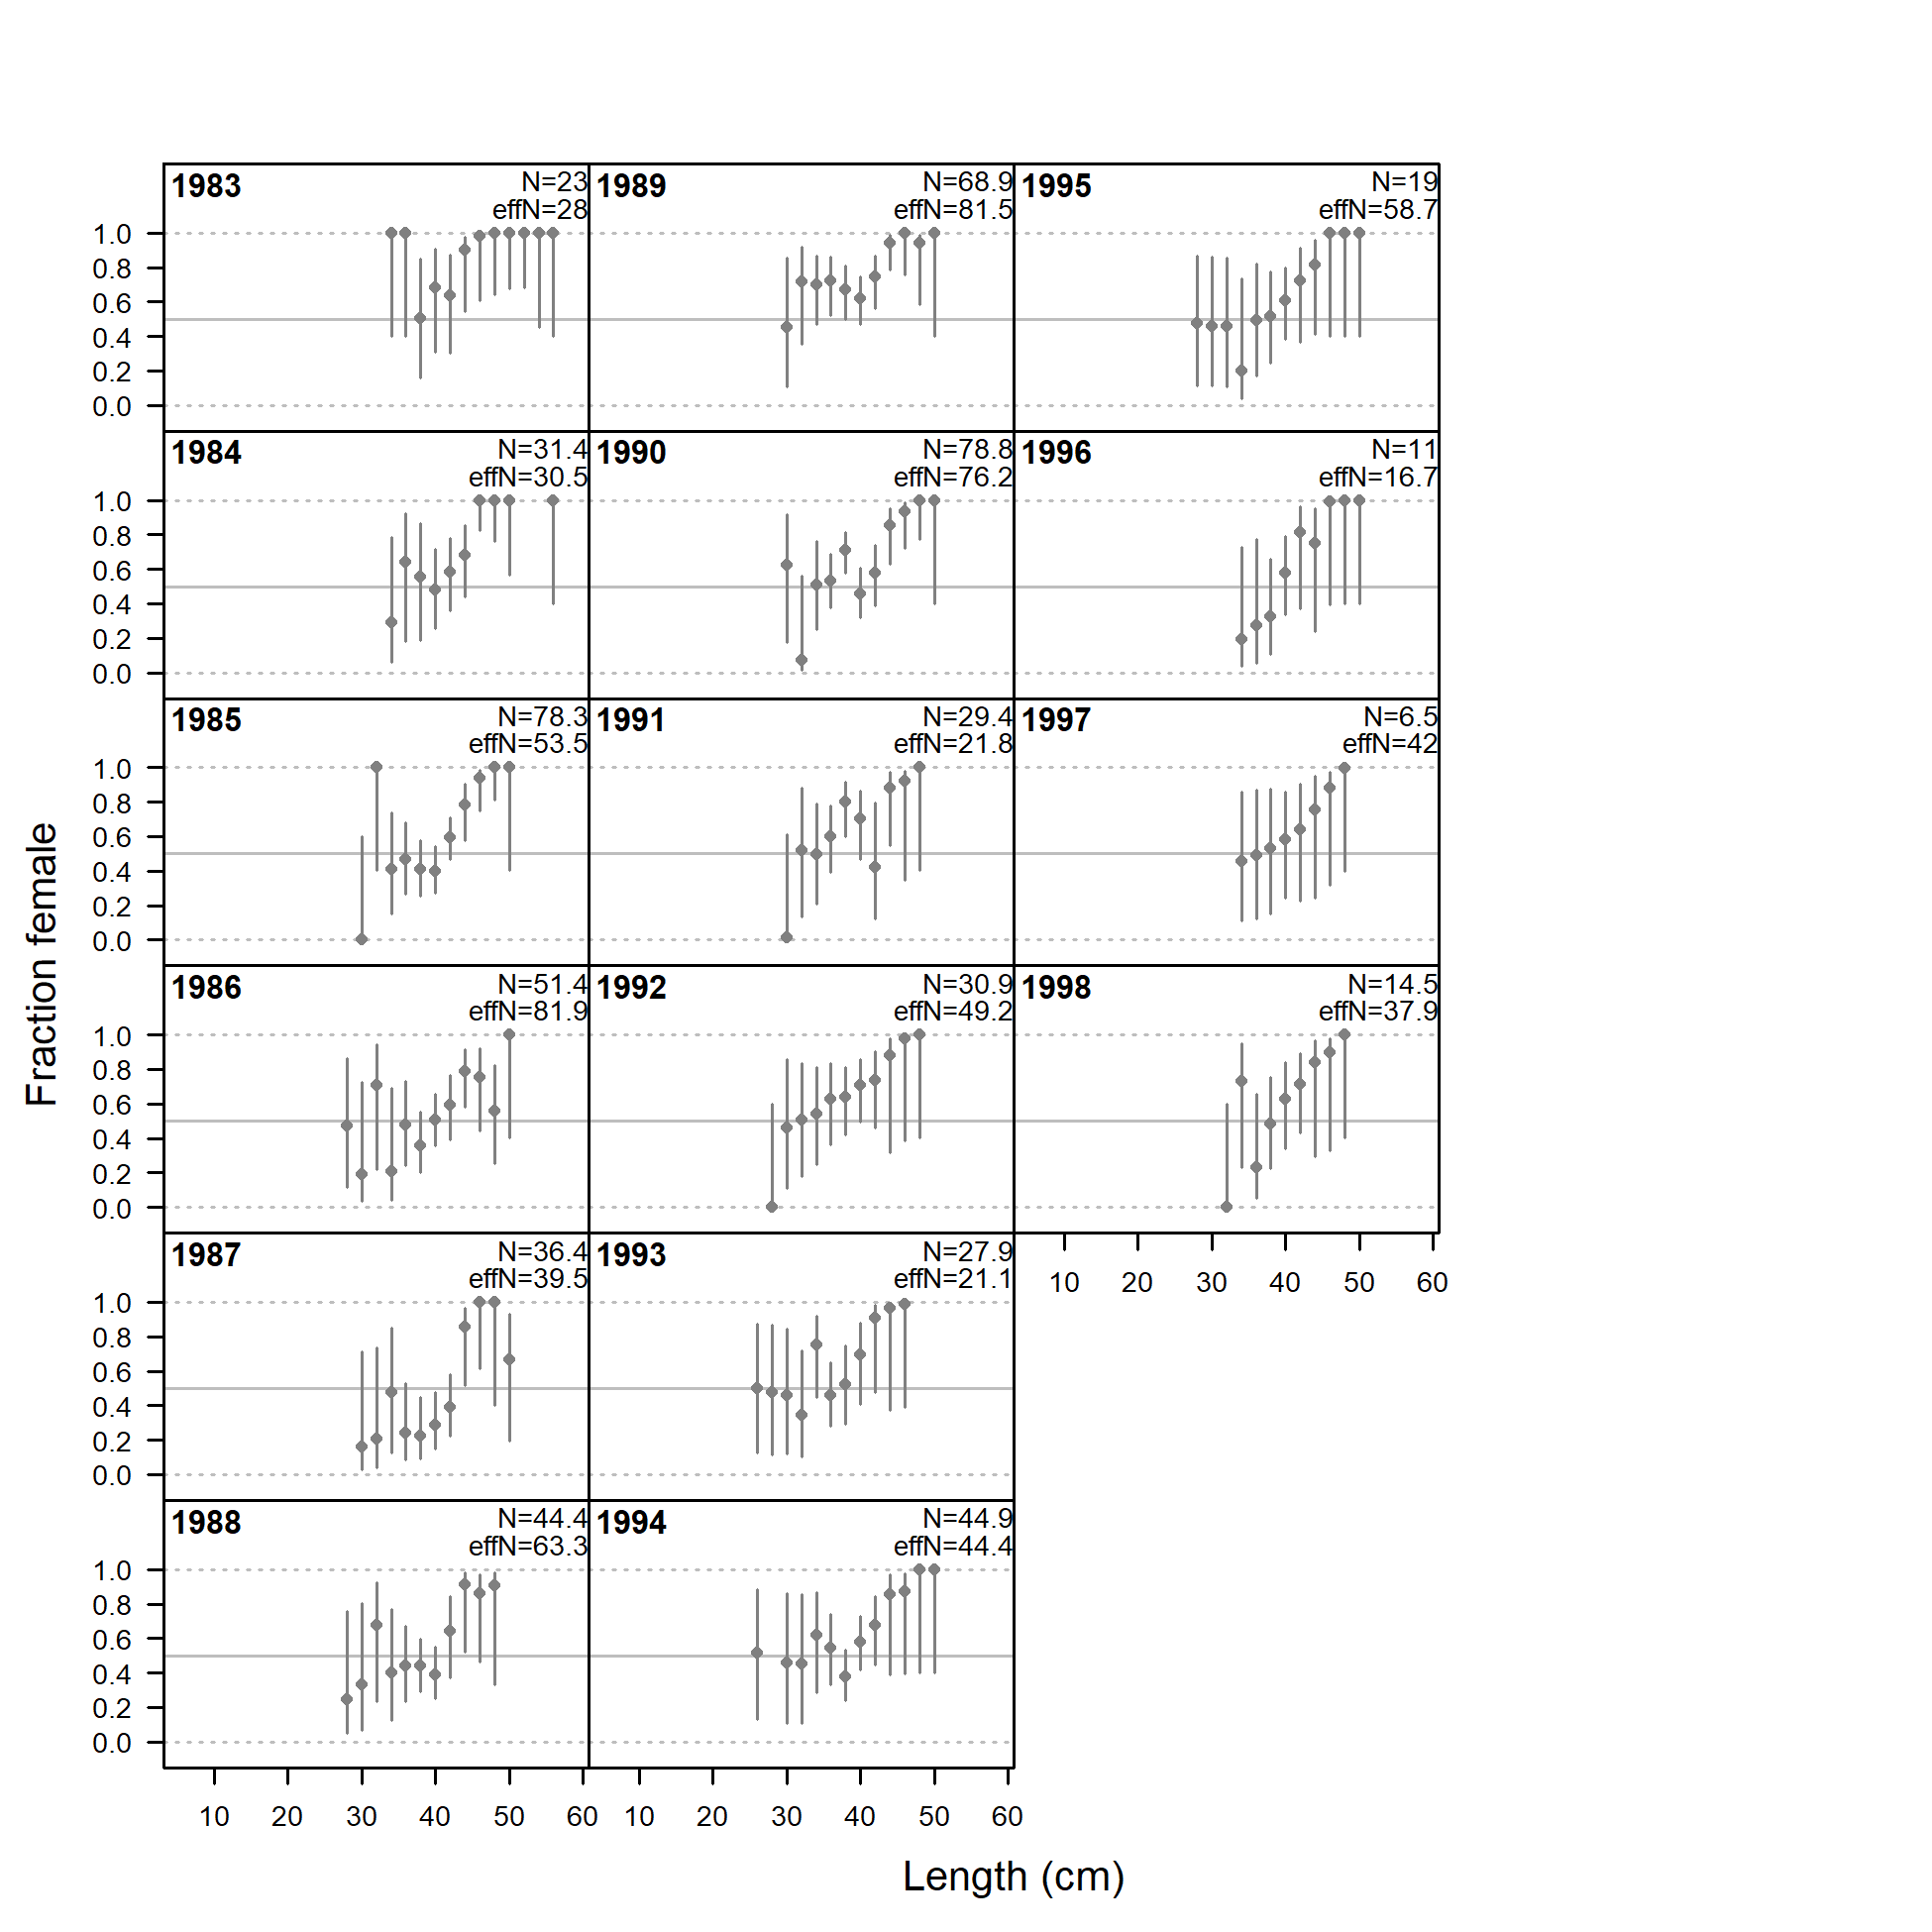 1983 N=23
effN=28
1989 N=68.9
effN=81.5
1995 N=19
effN=58.7
1.0
0.8
0.6
0.4
0.2
0.0
1984 N=31.4
effN=30.5
1990 N=78.8
effN=76.2
1996 N=11
effN=16.7
1.0
0.8
0.6
0.4
0.2
0.0
1985 N=78.3
effN=53.5
1991 N=29.4
effN=21.8
1997 N=6.5
effN=42
1.0
0.8
0.6
0.4
0.2
0.0
1986 N=51.4
effN=81.9
1992 N=30.9
effN=49.2
1998 N=14.5
effN=37.9
1.0
0.8
0.6
0.4
0.2
0.0
10 20 30 40 50 60
1987 N=36.4
effN=39.5
1993 N=27.9
effN=21.1
1.0
0.8
0.6
0.4
0.2
0.0
1988 N=44.4
effN=63.3
1994 N=44.9
effN=44.4
1.0
0.8
0.6
0.4
0.2
0.0
10 20 30 40 50 60 10 20 30 40 50 60
Fraction female
Length (cm)